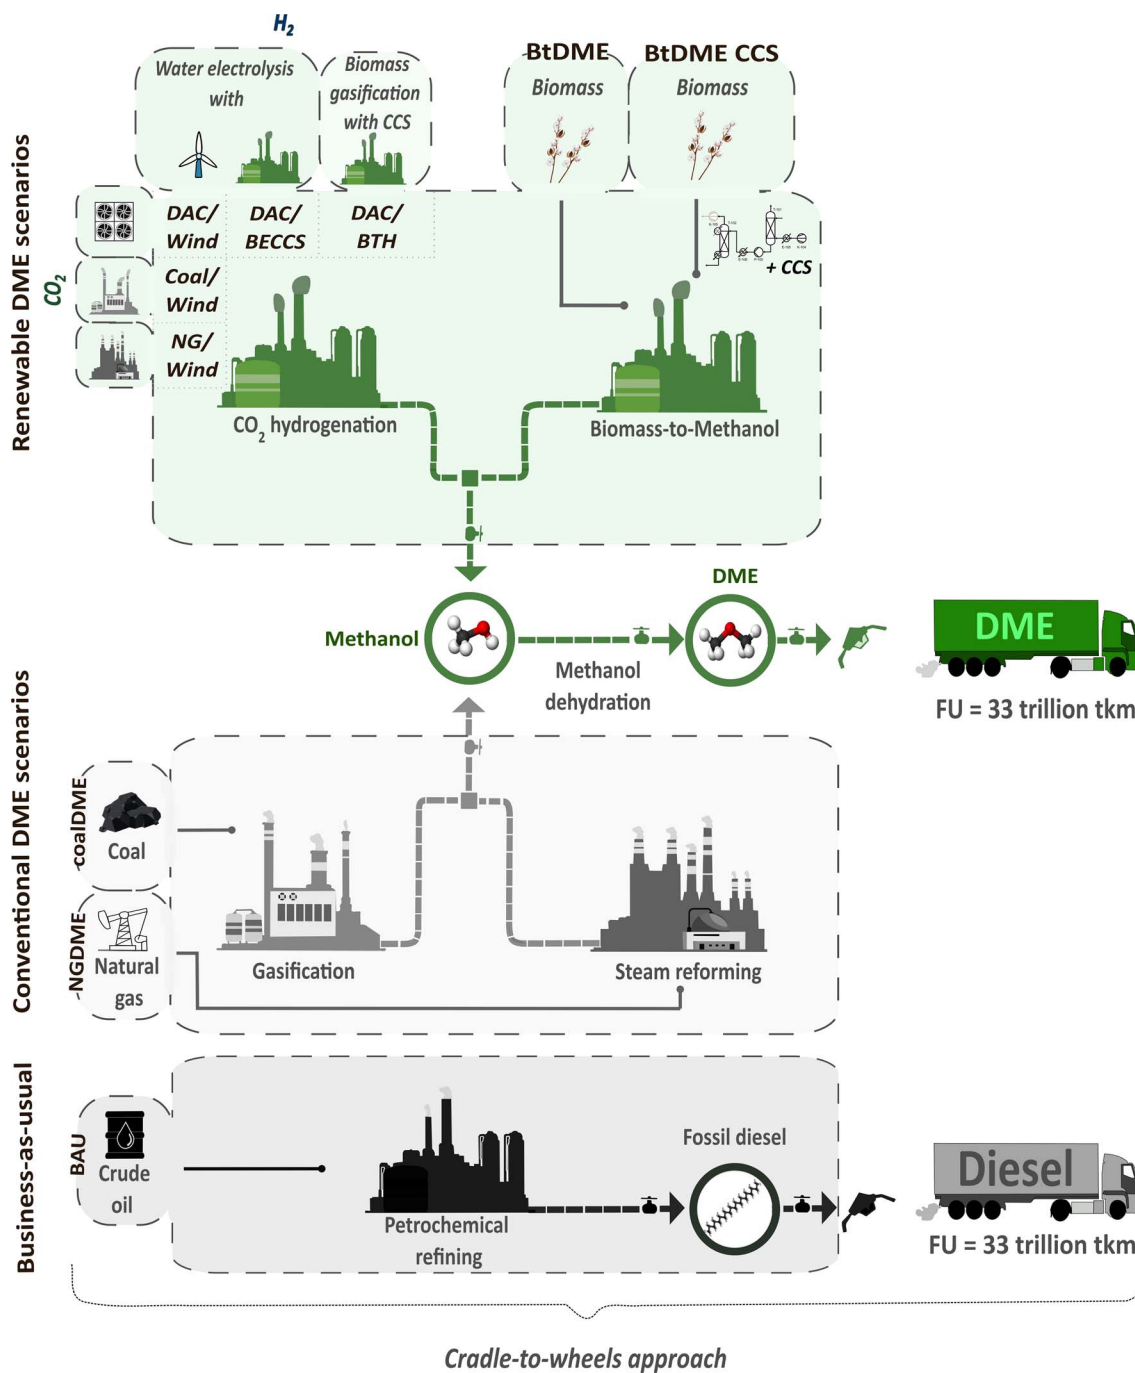 H2
BtDME
BtDME CCS
Water electrolysis
with
Biomass
gasification
with CCS
Biomass
Biomass
Renewable DME scenarios
CO2
DAC/
Wind
DAC/
BECCS
DAC/
BTH
Coal/
Wind
NG/
Wind
+ CCS
CO2 hydrogenation
Biomass-to-Methanol
DME
Methanol
Methanol
dehydration
DME
FU = 33 trillion tkm
Conventional DME scenarios
coalDME
Coal
NGDME
Natural
gas
Gasification
Steam reforming
Business-as-usual
BAU
Crude
oil
Petrochemical
refining
Fossil diesel
Diesel
FU = 33 trillion tkm
Cradle-to-wheels approach